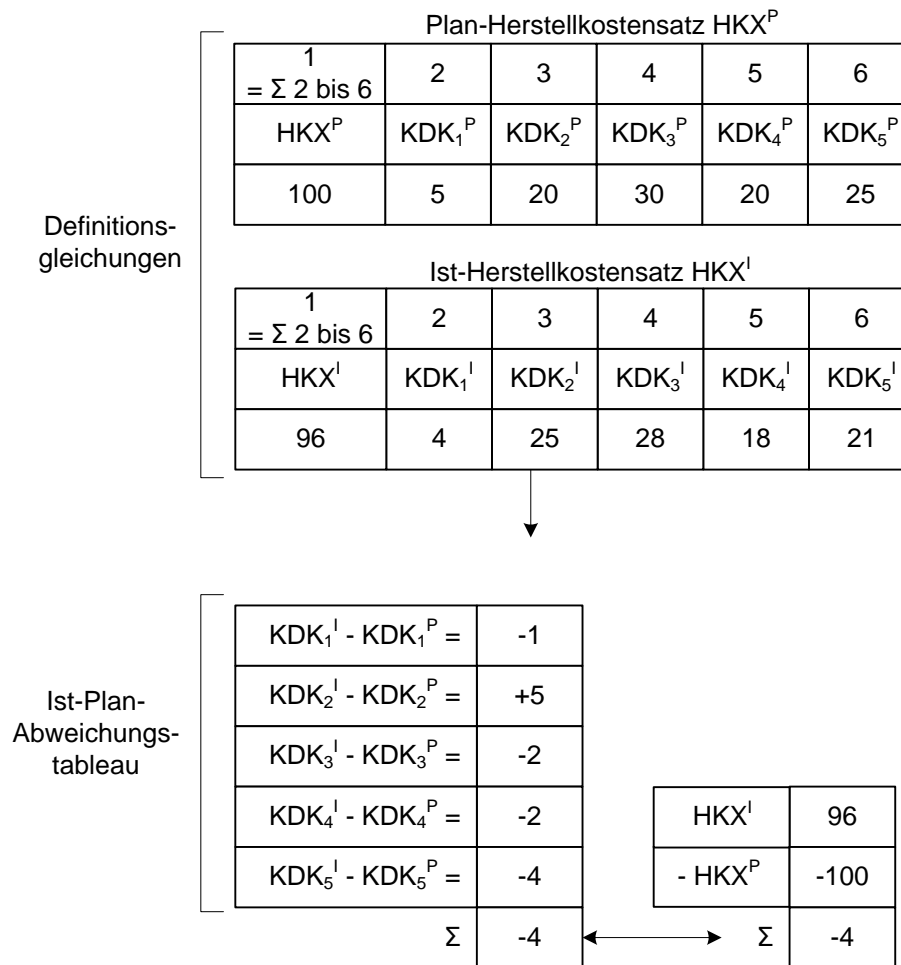 Plan-Herstellkostensatz HKX^P
1 2 3 4 5 6
= Σ 2 bis 6
HKX^P KDK₁^P KDK₂^P KDK₃^P KDK₄^P KDK₅^P
100 5 20 30 20 25
Definitions-
gleichungen
Ist-Herstellkostensatz HKX^I
1 2 3 4 5 6
= Σ 2 bis 6
HKX^I KDK₁^I KDK₂^I KDK₃^I KDK₄^I KDK₅^I
96 4 25 28 18 21
Ist-Plan-
Abweichungs-
tableau
KDK₁^I - KDK₁^P = -1
KDK₂^I - KDK₂^P = +5
KDK₃^I - KDK₃^P = -2
KDK₄^I - KDK₄^P = -2
KDK₅^I - KDK₅^P = -4
Σ -4
HKX^I 96
- HKX^P -100
Σ -4